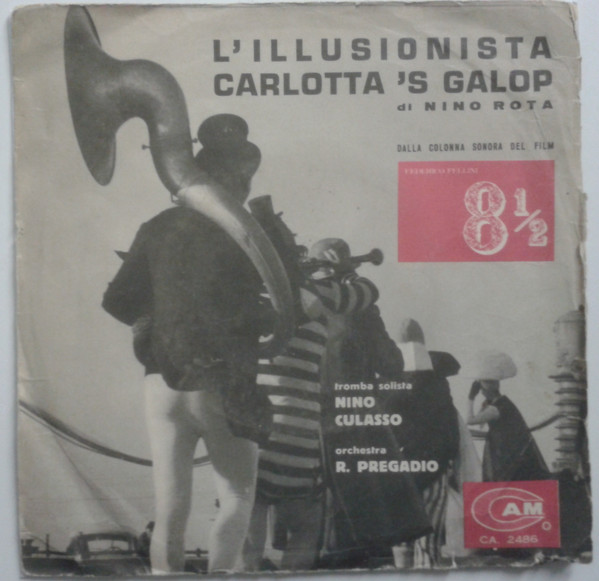 L'ILLUSIONISTA
CARLOTTA 'S GALOP
di NINO ROTA
DALLA COLONNA SONORA DEL FILM
FEDERICO FELLINI
8 1/2
tromba solista
NINO
CULASSO
orchestra
R. PREGADIO
CAM
CA. 2486